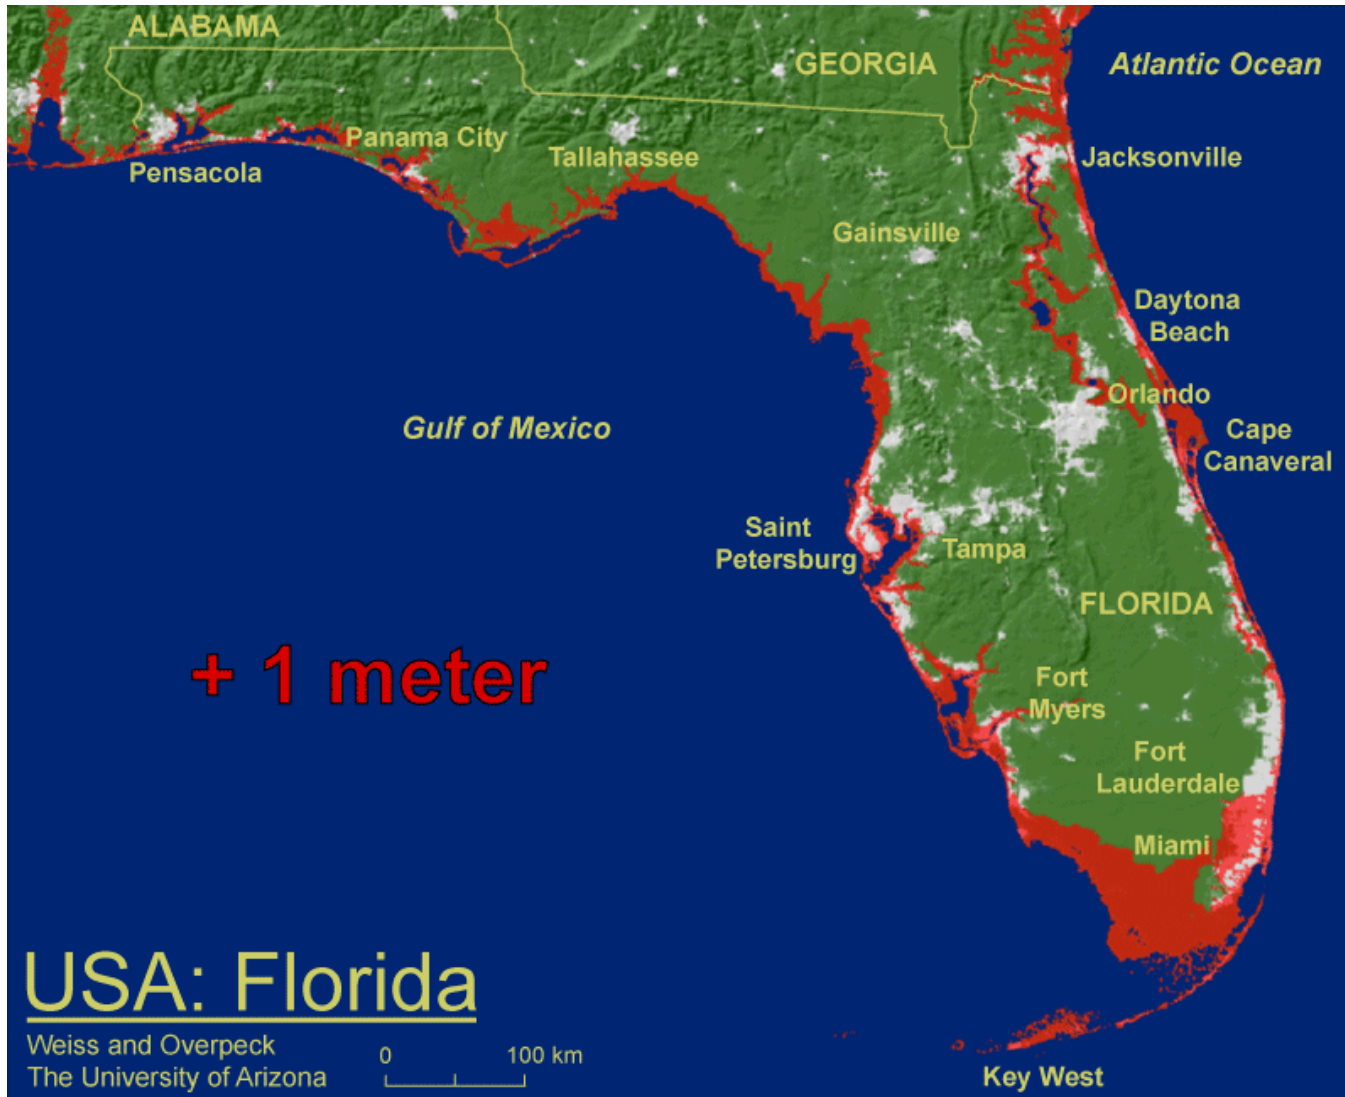 ALABAMA
GEORGIA
Atlantic Ocean
Panama City
Tallahassee
Jacksonville
Pensacola
Gainsville
Daytona
Beach
Orlando
Gulf of Mexico
Cape
Canaveral
Saint
Petersburg
Tampa
FLORIDA
+ 1 meter
Fort
Myers
Fort
Lauderdale
Miami
USA: Florida
Weiss and Overpeck
The University of Arizona
0 100 km
Key West